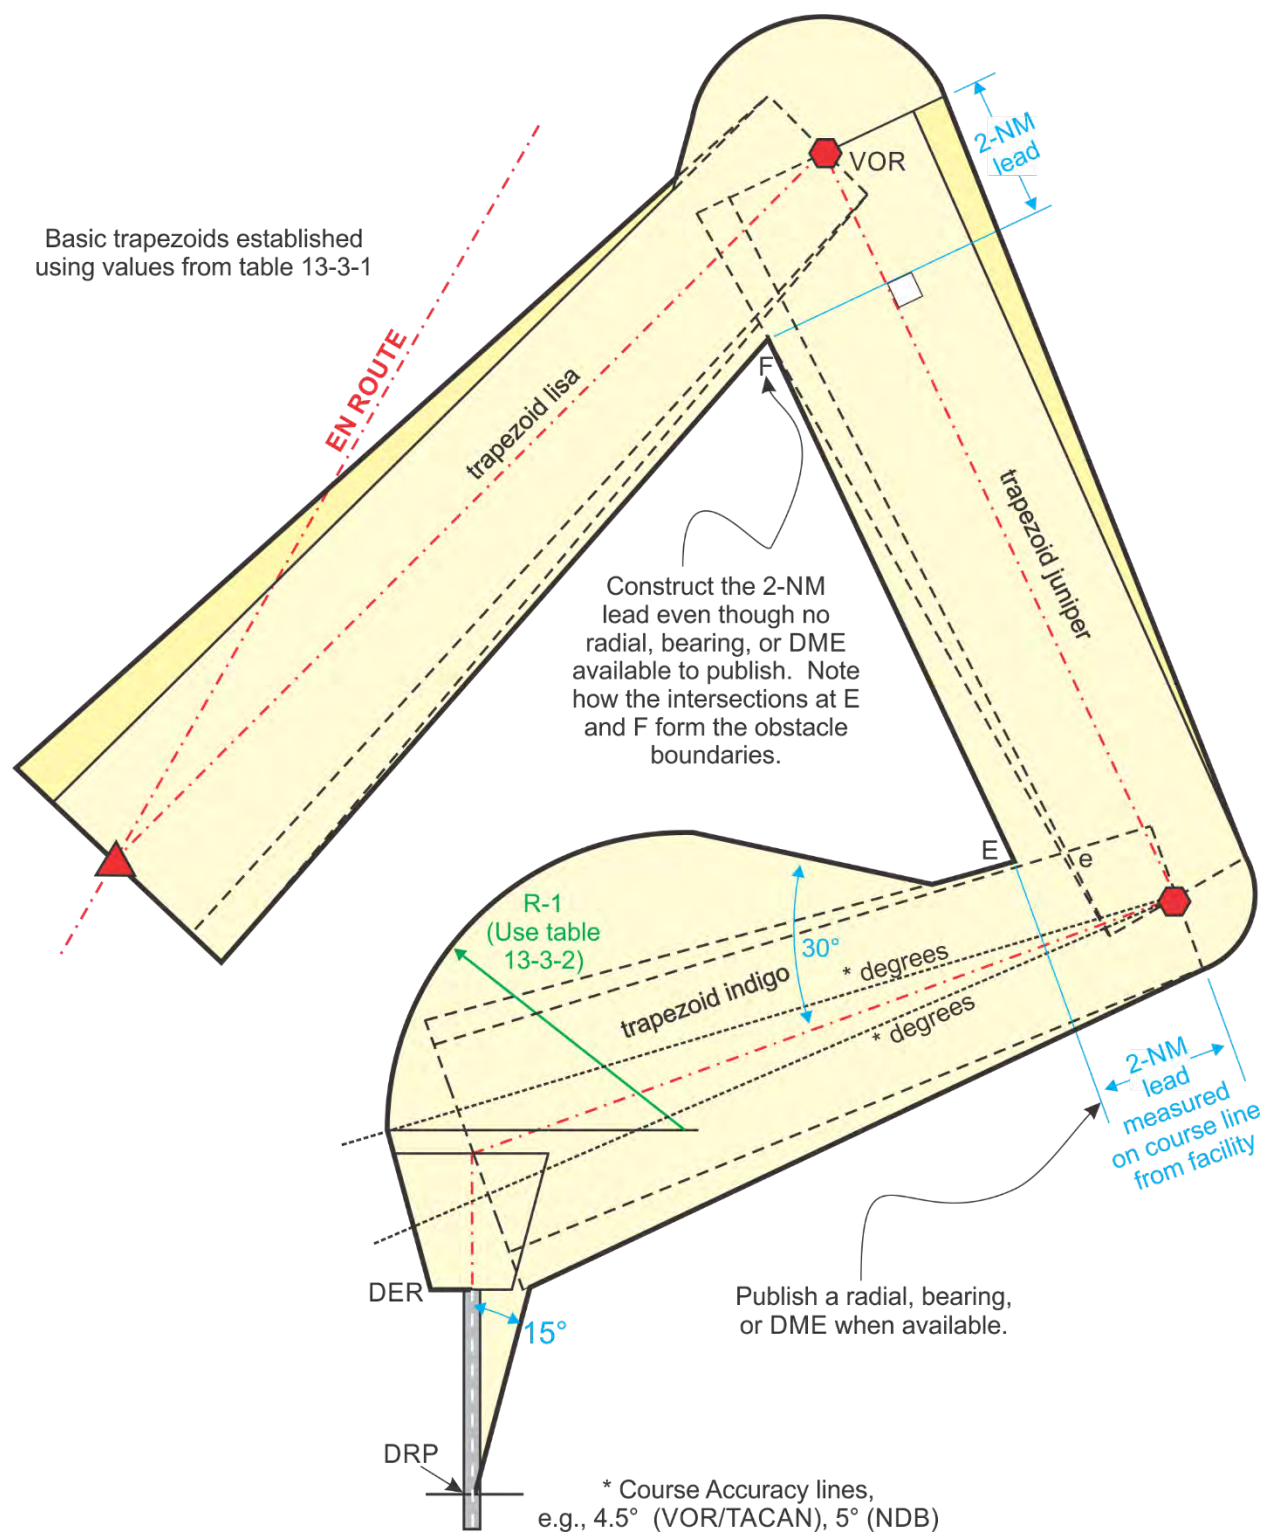 VOR
2-NM
lead
Basic trapezoids established
using values from table 13-3-1
EN ROUTE
trapezoid lisa
F
trapezoid juniper
Construct the 2-NM
lead even though no
radial, bearing, or DME
available to publish.  Note
how the intersections at E
and F form the obstacle
boundaries.
E
e
R-1
(Use table
13-3-2)
30°
* degrees
trapezoid indigo
* degrees
2-NM
lead
measured
on course line
from facility
DER
15°
Publish a radial, bearing,
or DME when available.
DRP
* Course Accuracy lines,
e.g., 4.5°  (VOR/TACAN), 5° (NDB)